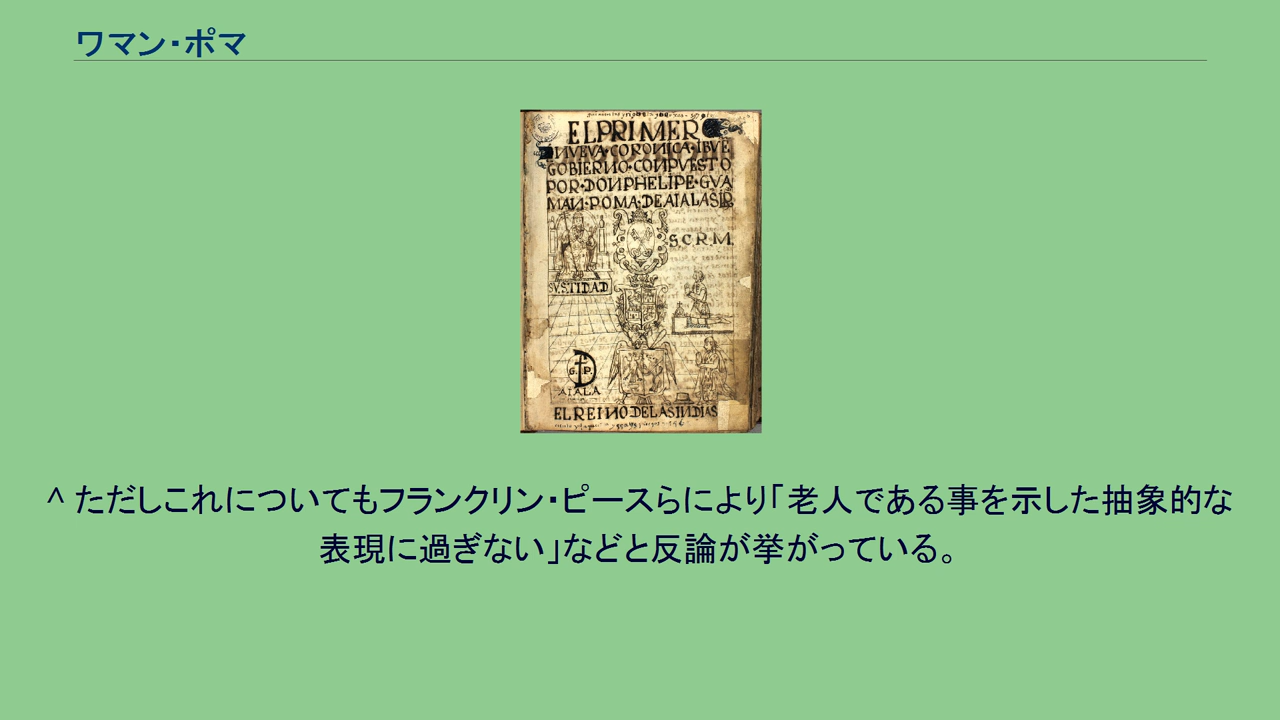 ワマン・ポマ
EL PRIMER
NVEVA·CORONICA·IBVE
GOBIERNO·CONPVESTO
POR·DON PHELIPE·GVA
MAN·POMA·DE AIALA
S.C.R.M.
G. P.
AIALA
EL REINO DE LAS INDIAS
^ ただしこれについてもフランクリン・ピースらにより「老人である事を示した抽象的な
表現に過ぎない」などと反論が挙がっている。